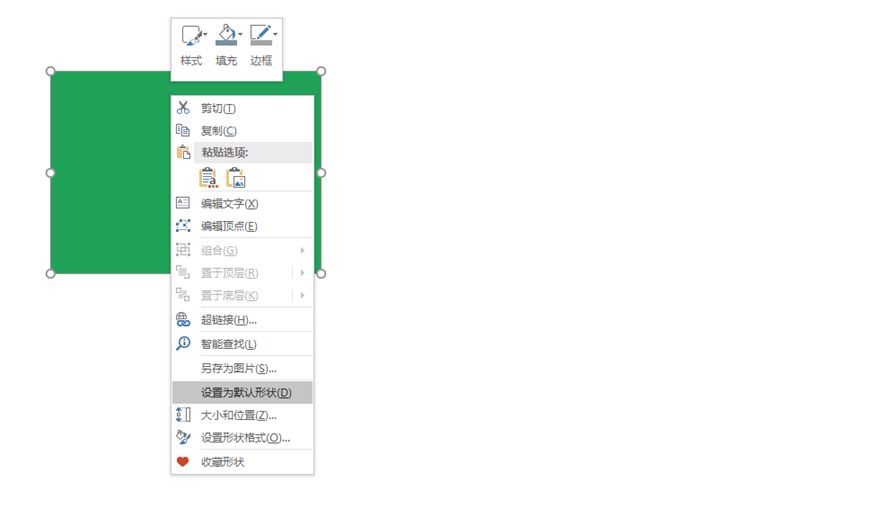 样式 填充 边框
剪切(T)
复制(C)
粘贴选项:
编辑文字(X)
编辑顶点(E)
组合(G)
置于顶层(R)
置于底层(K)
超链接(H)...
智能查找(L)
另存为图片(S)...
设置为默认形状(D)
大小和位置(Z)...
设置形状格式(O)...
收藏形状